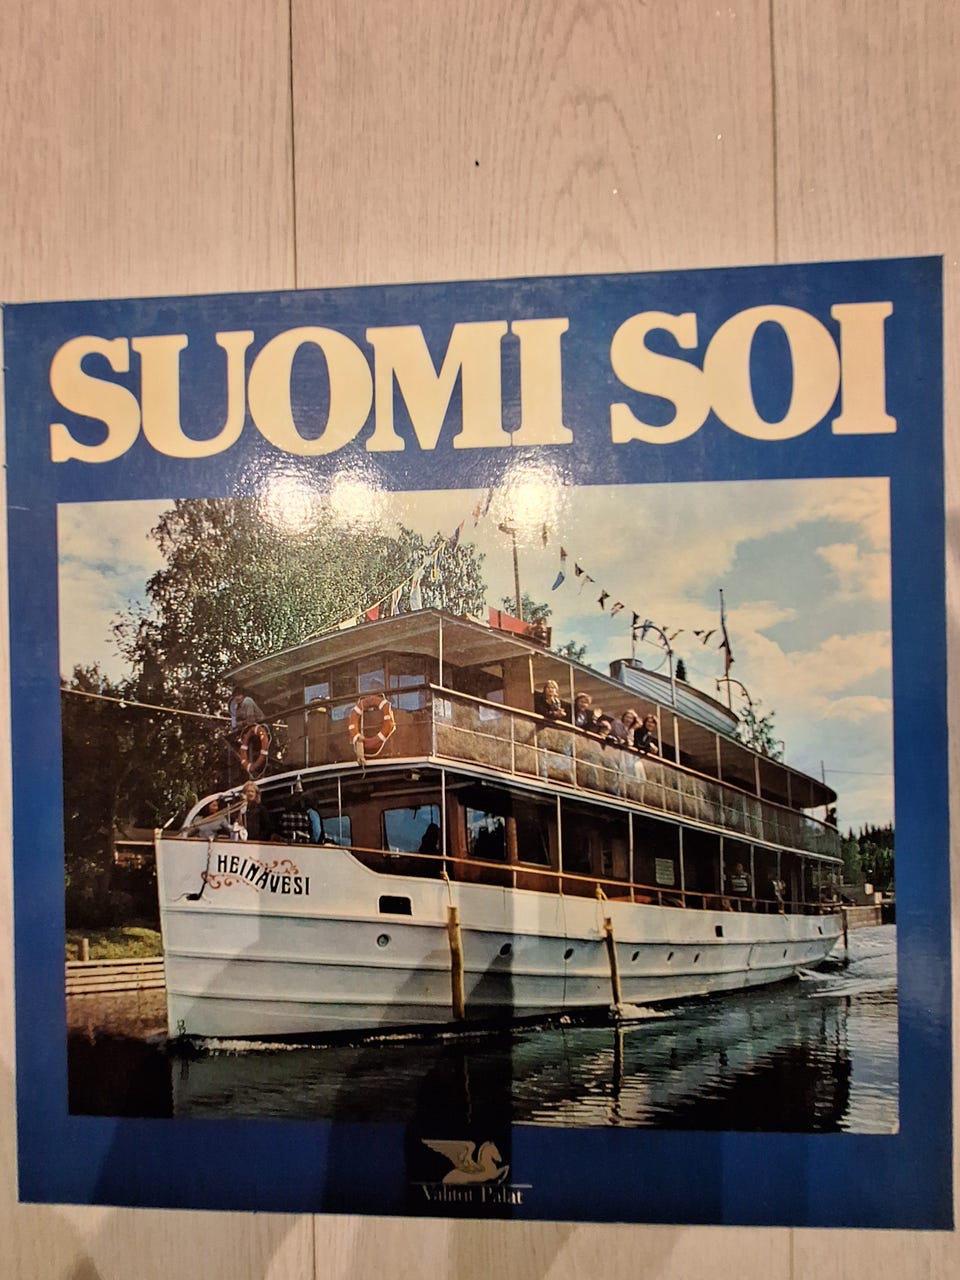 SUOMI SOI
HEINÄVESI
Valitut Palat